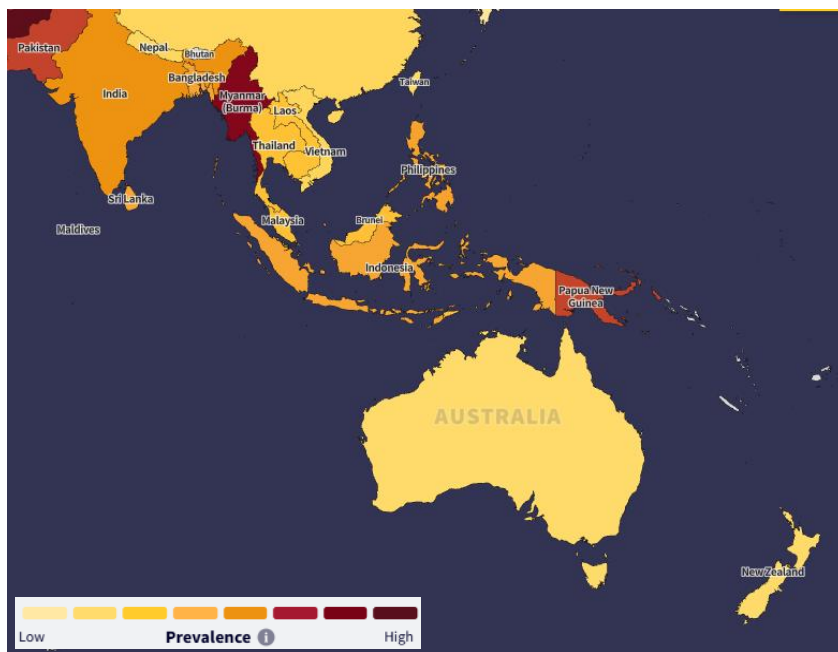 Pakistan
Nepal
Bhutan
Bangladesh
India
Myanmar
(Burma)
Taiwan
Laos
Thailand
Vietnam
Philippines
Sri Lanka
Maldives
Malaysia
Brunei
Indonesia
Papua New
Guinea
AUSTRALIA
New Zealand
Low Prevalence i High